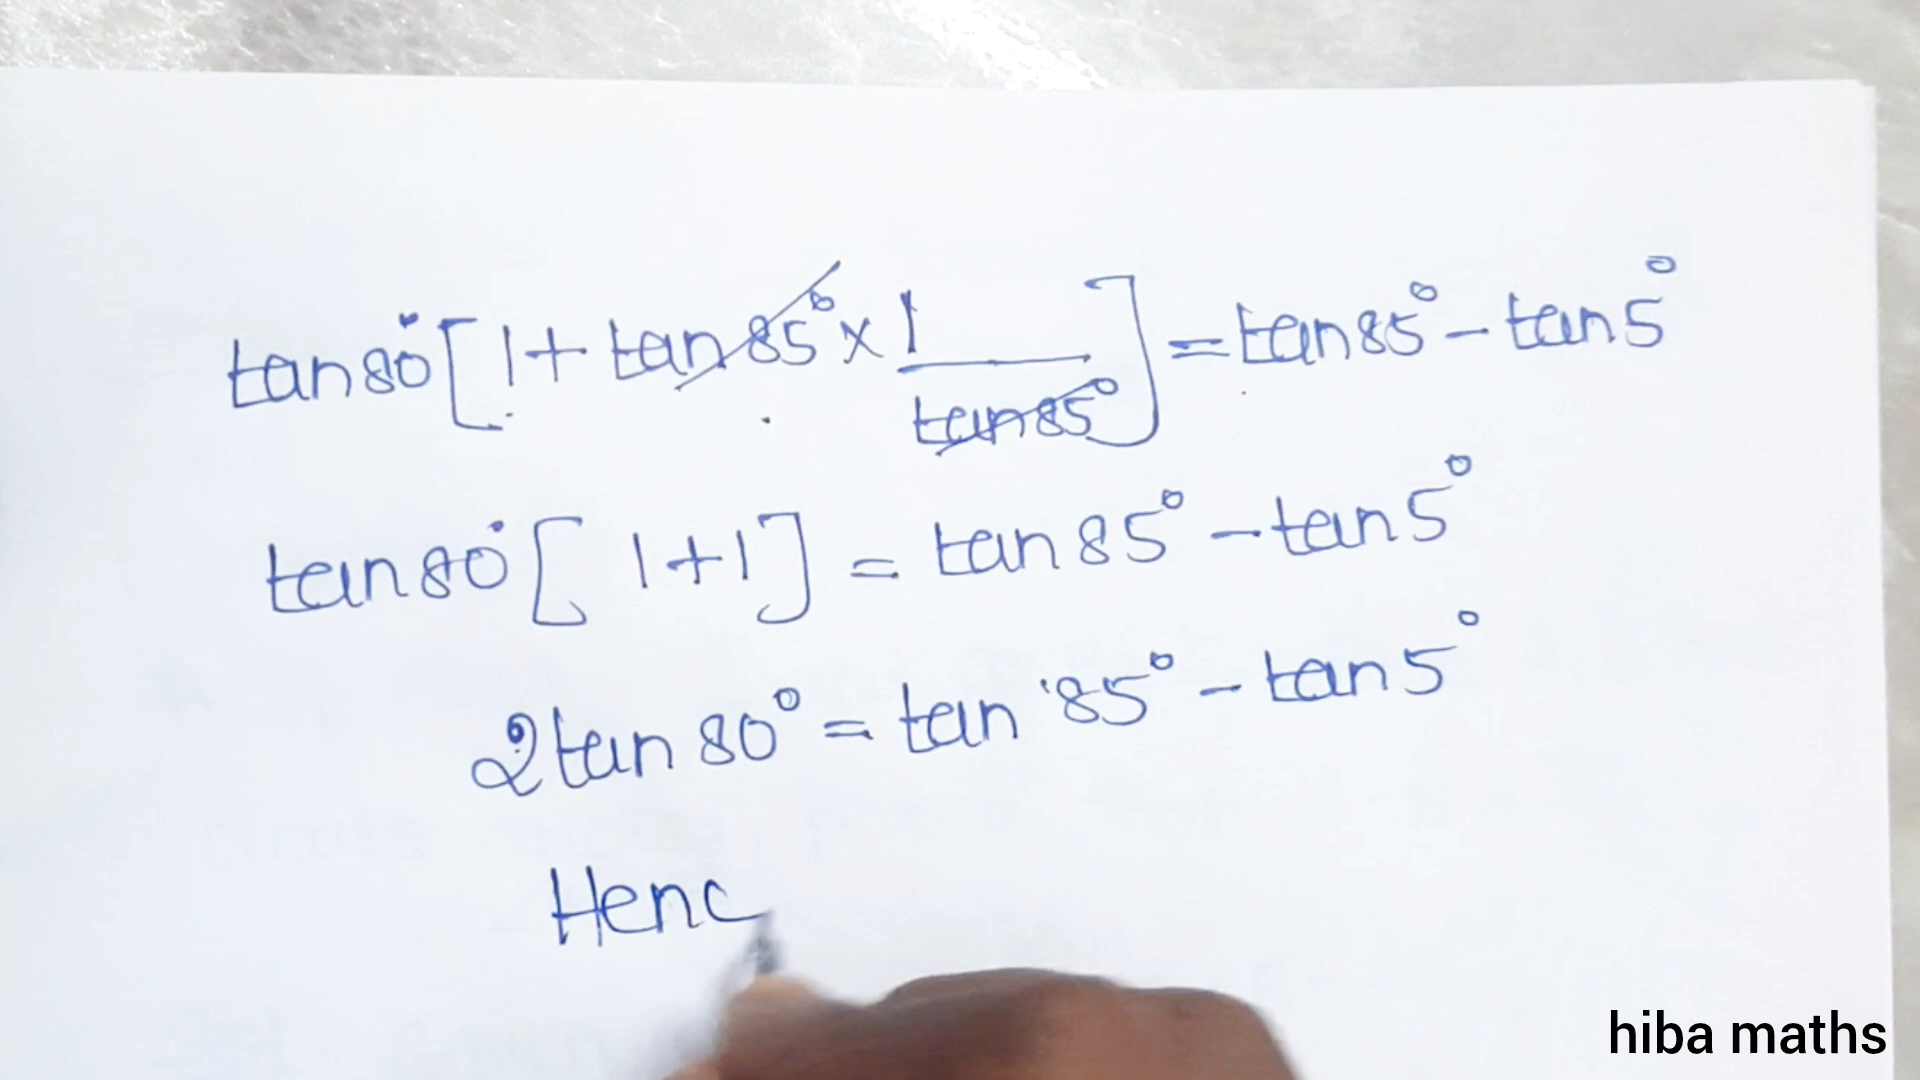 tan80°[1+tan85°×1/tan85°]=tan85°-tan5°
tan80°[1+1]=tan85°-tan5°
2tan80°=tan85°-tan5°
Henc
hiba maths